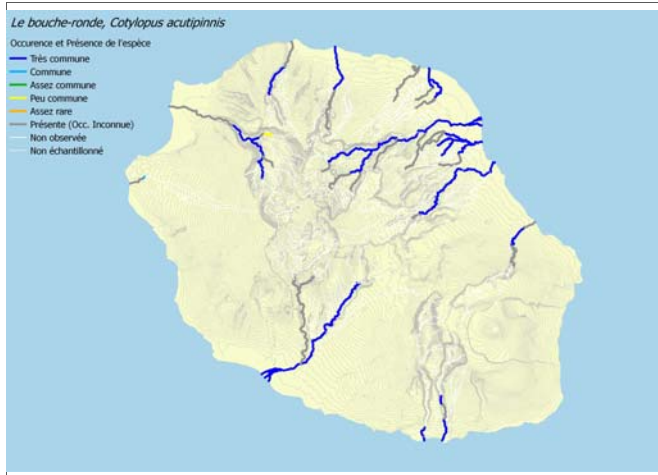 Le bouche-ronde, Cotylopus acutipinnis
Occurence et Présence de l'espèce
Très commune
Commune
Assez commune
Peu commune
Assez rare
Présente (Occ. Inconnue)
Non observée
Non échantillonné